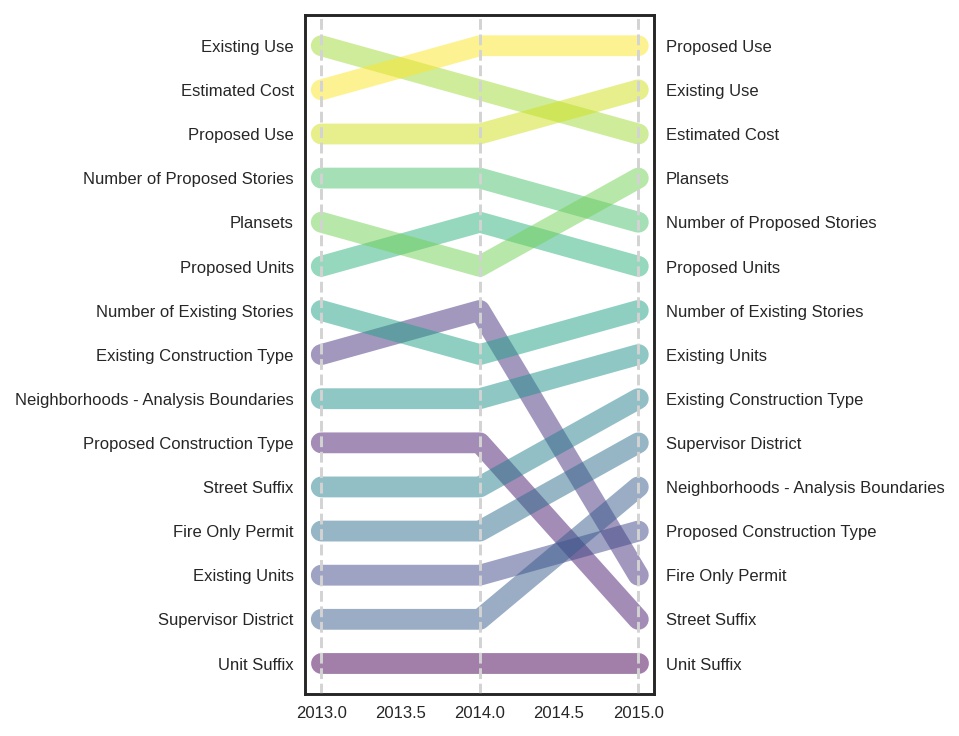 Existing Use
Estimated Cost
Proposed Use
Number of Proposed Stories
Plansets
Proposed Units
Number of Existing Stories
Existing Construction Type
Neighborhoods - Analysis Boundaries
Proposed Construction Type
Street Suffix
Fire Only Permit
Existing Units
Supervisor District
Unit Suffix
Proposed Use
Existing Use
Estimated Cost
Plansets
Number of Proposed Stories
Proposed Units
Number of Existing Stories
Existing Units
Existing Construction Type
Supervisor District
Neighborhoods - Analysis Boundaries
Proposed Construction Type
Fire Only Permit
Street Suffix
Unit Suffix
2013.0 2013.5 2014.0 2014.5 2015.0